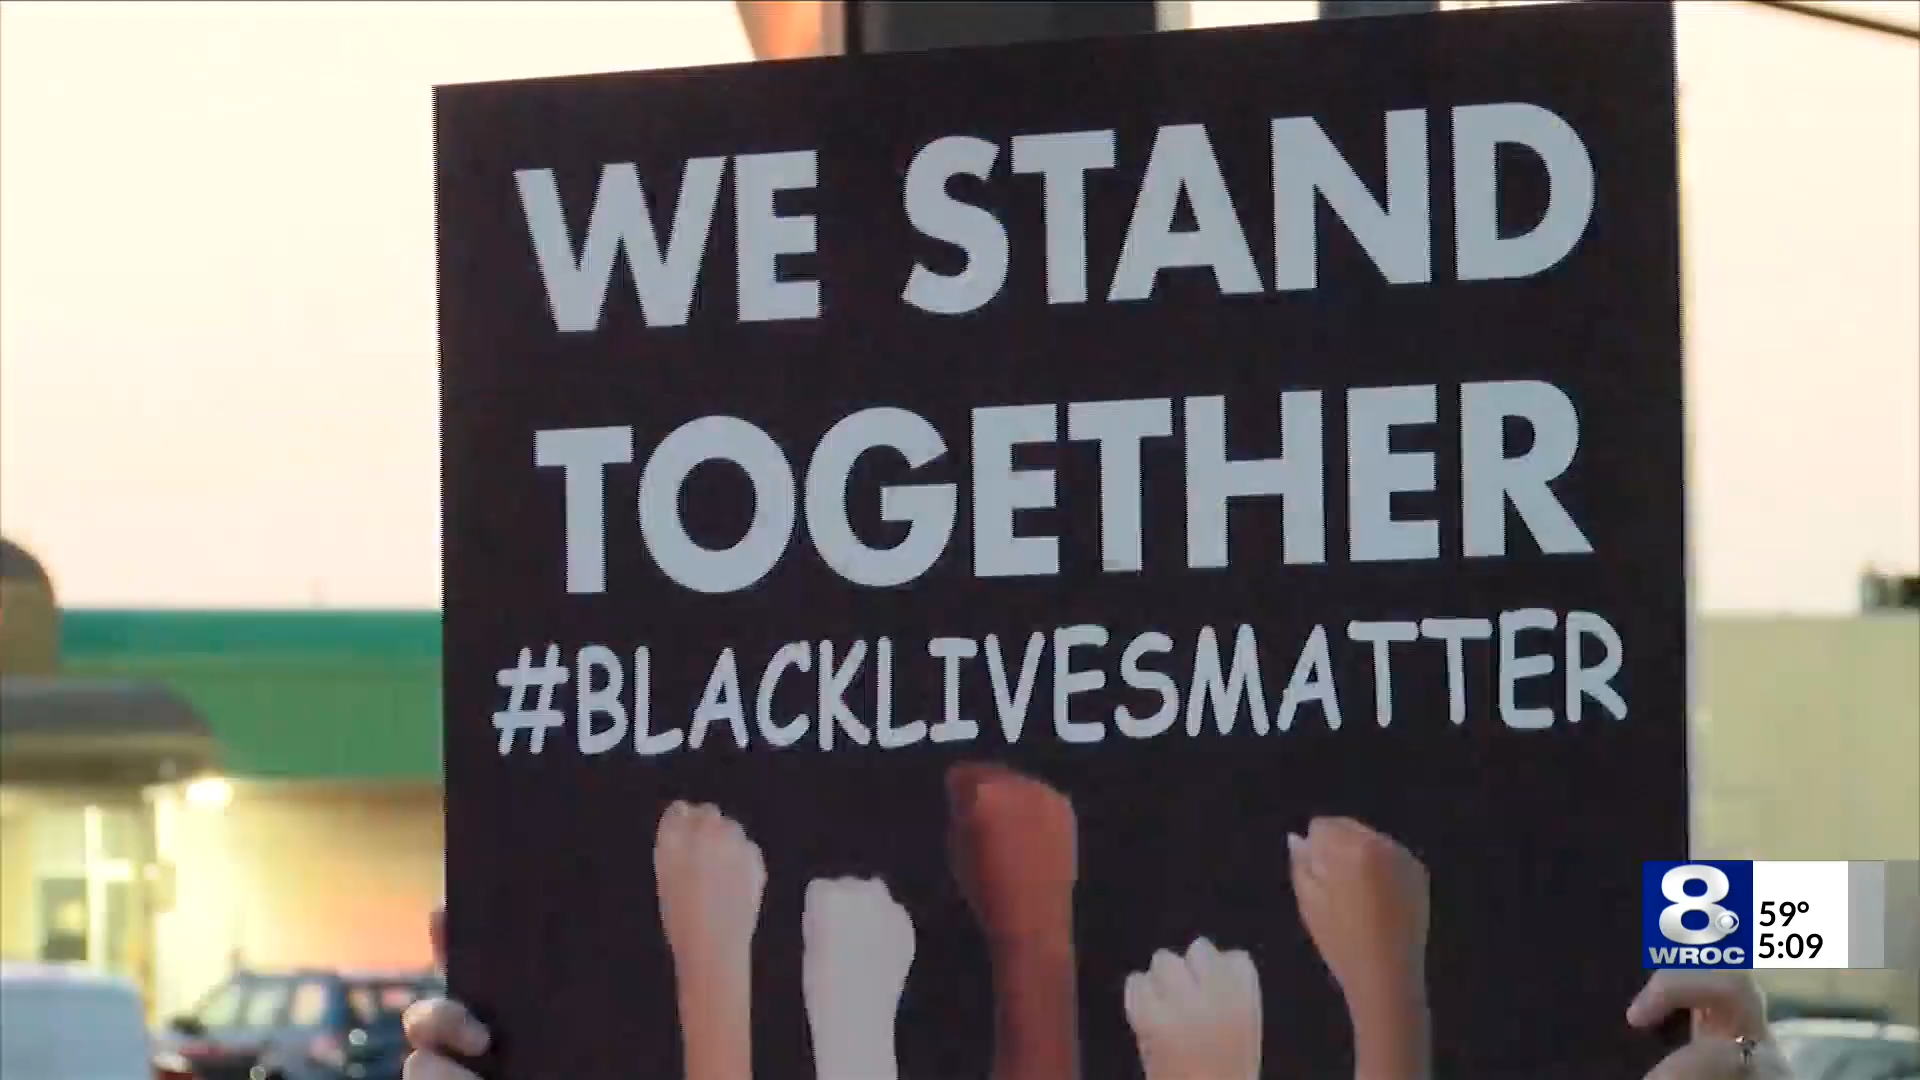 WE STAND
TOGETHER
#BLACKLIVESMATTER
8
WROC
59°
5:09